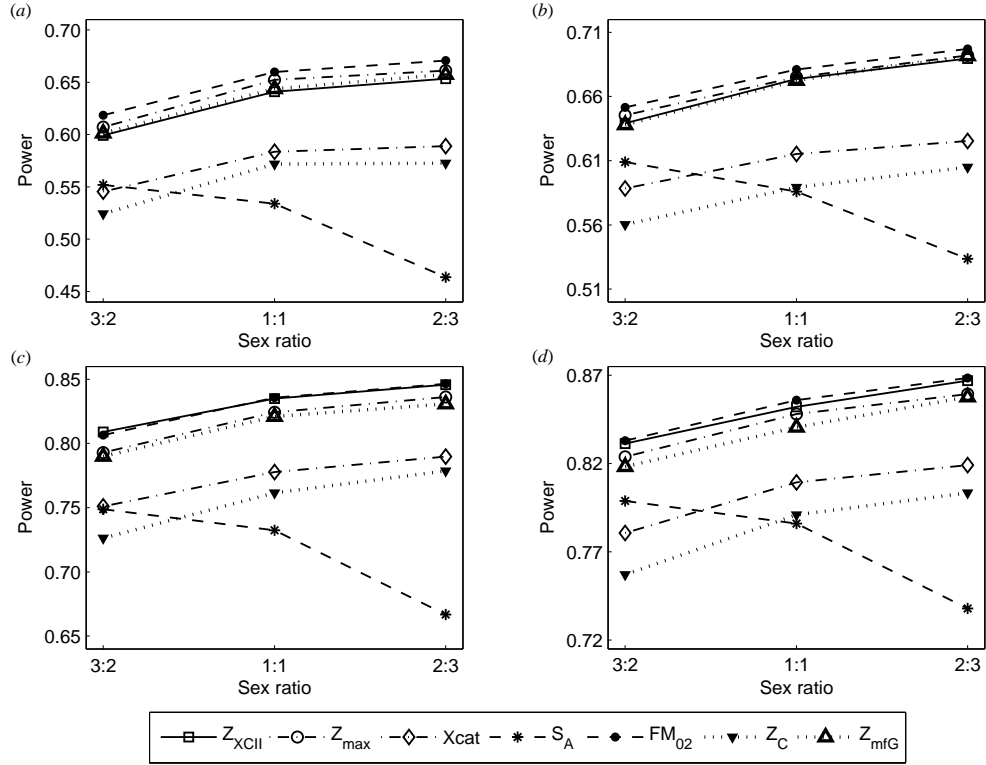 (a)
0.70
0.65
0.60
0.55
0.50
0.45
Power
3:2 1:1 2:3
Sex ratio
(b)
0.71
0.66
0.61
0.56
0.51
Power
3:2 1:1 2:3
Sex ratio
(c)
0.85
0.80
0.75
0.70
0.65
Power
3:2 1:1 2:3
Sex ratio
(d)
0.87
0.82
0.77
0.72
Power
3:2 1:1 2:3
Sex ratio
Z_XCII Z_max Xcat S_A FM_02 Z_C Z_mfG